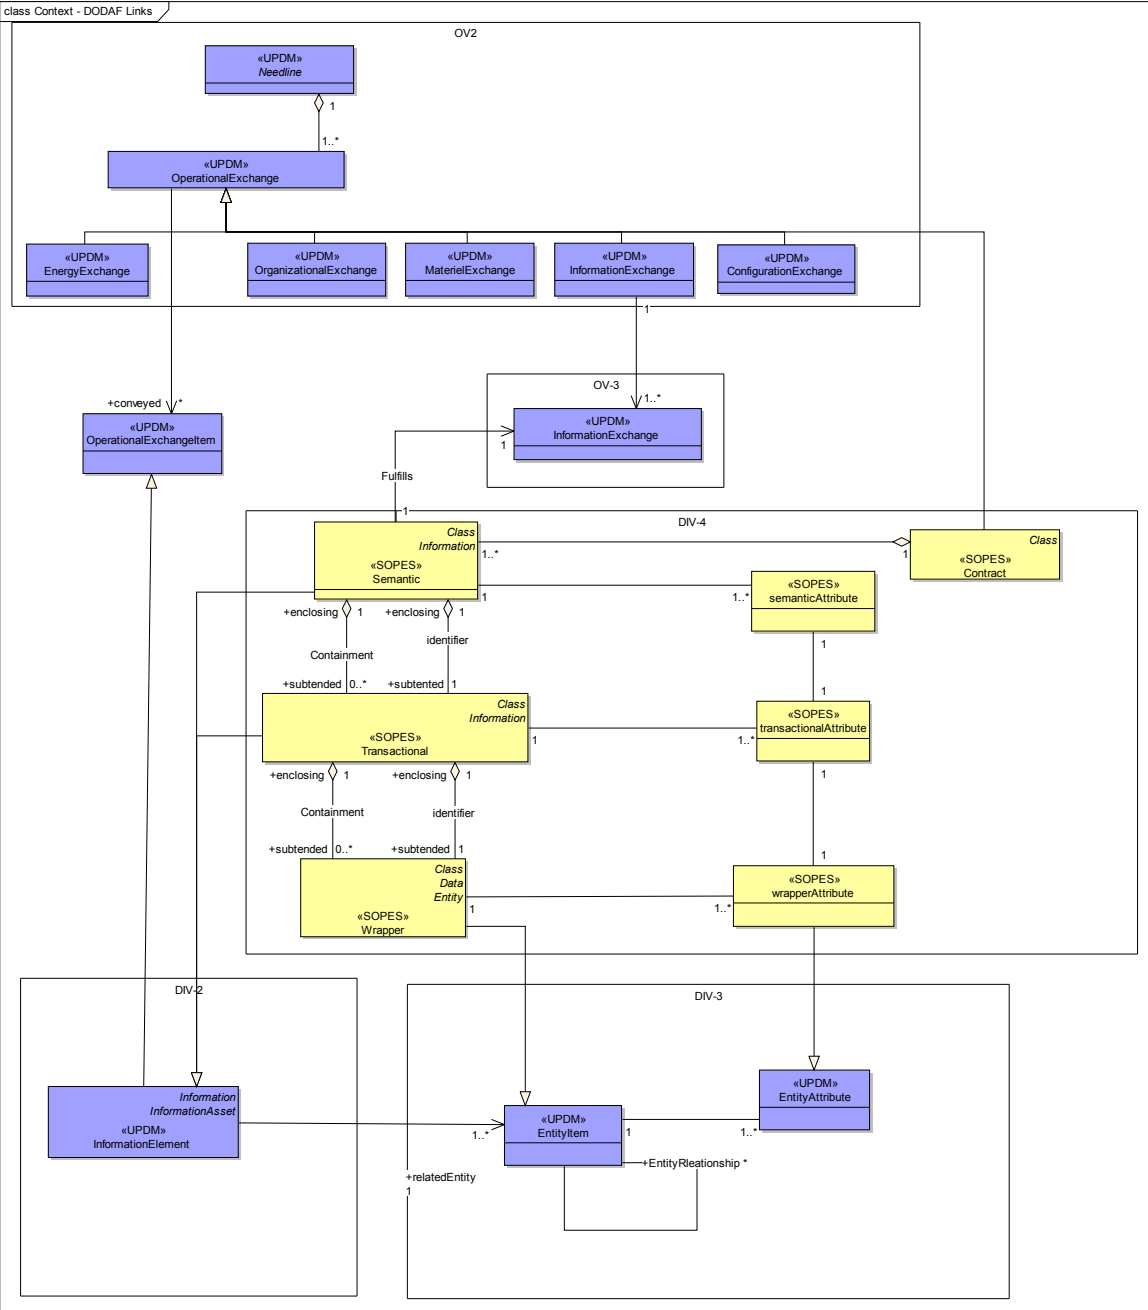 class Context - DODAF Links
OV2
«UPDM»
Needline
1
1..*
«UPDM»
OperationalExchange
«UPDM»
EnergyExchange
«UPDM»
OrganizationalExchange
«UPDM»
MaterielExchange
«UPDM»
InformationExchange
«UPDM»
ConfigurationExchange
1
OV-3
+conveyed
*
1..*
«UPDM»
OperationalExchangeItem
«UPDM»
InformationExchange
1
Fulfills
1
DIV-4
Class
Information
«SOPES»
Semantic
1..*
1
Class
«SOPES»
Contract
1
1..*
«SOPES»
semanticAttribute
+enclosing
1
+enclosing
1
identifier
Containment
1
+subtended
0..*
+subtented
1
1
Class
Information
«SOPES»
Transactional
1
1..*
«SOPES»
transactionalAttribute
+enclosing
1
+enclosing
1
1
Containment
identifier
+subtended
0..*
+subtended
1
1
Class
Data
Entity
«SOPES»
Wrapper
1
1..*
«SOPES»
wrapperAttribute
DIV-2
DIV-3
Information
InformationAsset
«UPDM»
InformationElement
1..*
«UPDM»
EntityItem
1
1..*
«UPDM»
EntityAttribute
+EntityRleationship *
+relatedEntity
1